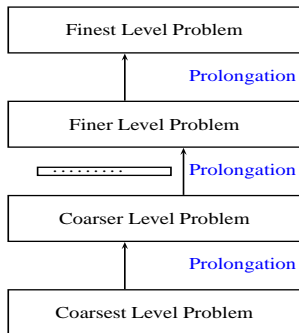 Finest Level Problem
Prolongation
Finer Level Problem
......... Prolongation
Coarser Level Problem
Prolongation
Coarsest Level Problem